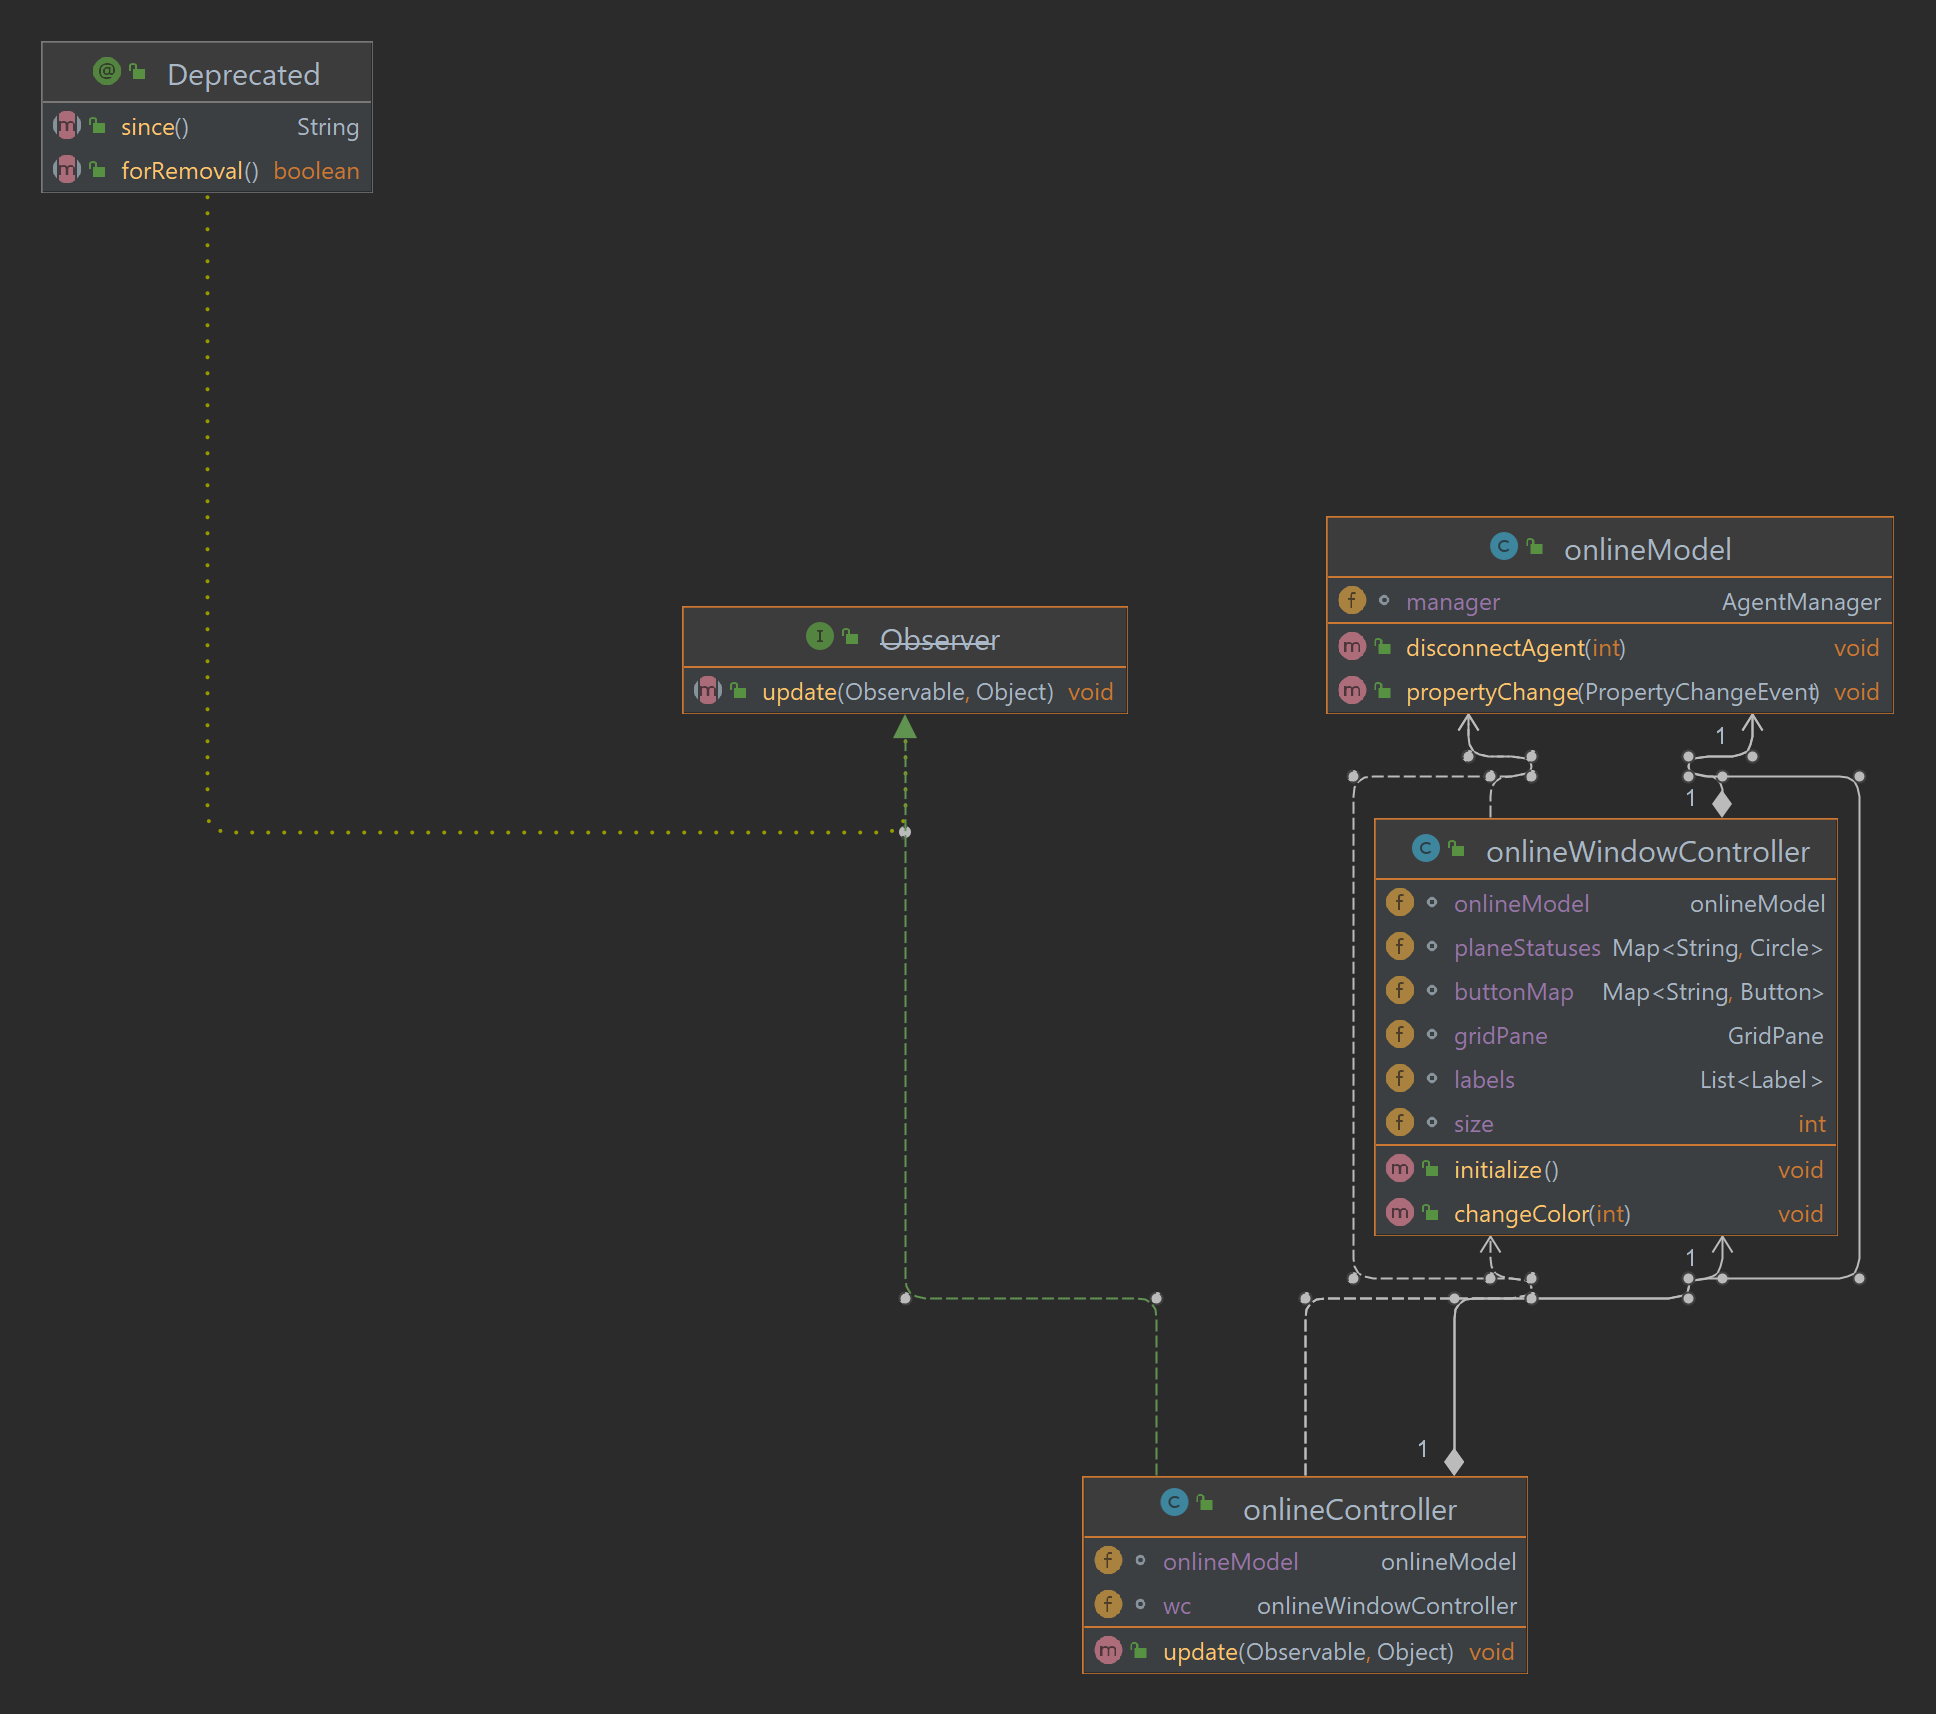 Deprecated
since() String
forRemoval() boolean
Observer
update(Observable, Object) void
onlineModel
manager AgentManager
disconnectAgent(int) void
propertyChange(PropertyChangeEvent) void
1
1
onlineWindowController
onlineModel onlineModel
planeStatuses Map<String, Circle>
buttonMap Map<String, Button>
gridPane GridPane
labels List<Label>
size int
initialize() void
changeColor(int) void
1
1
onlineController
onlineModel onlineModel
wc onlineWindowController
update(Observable, Object) void